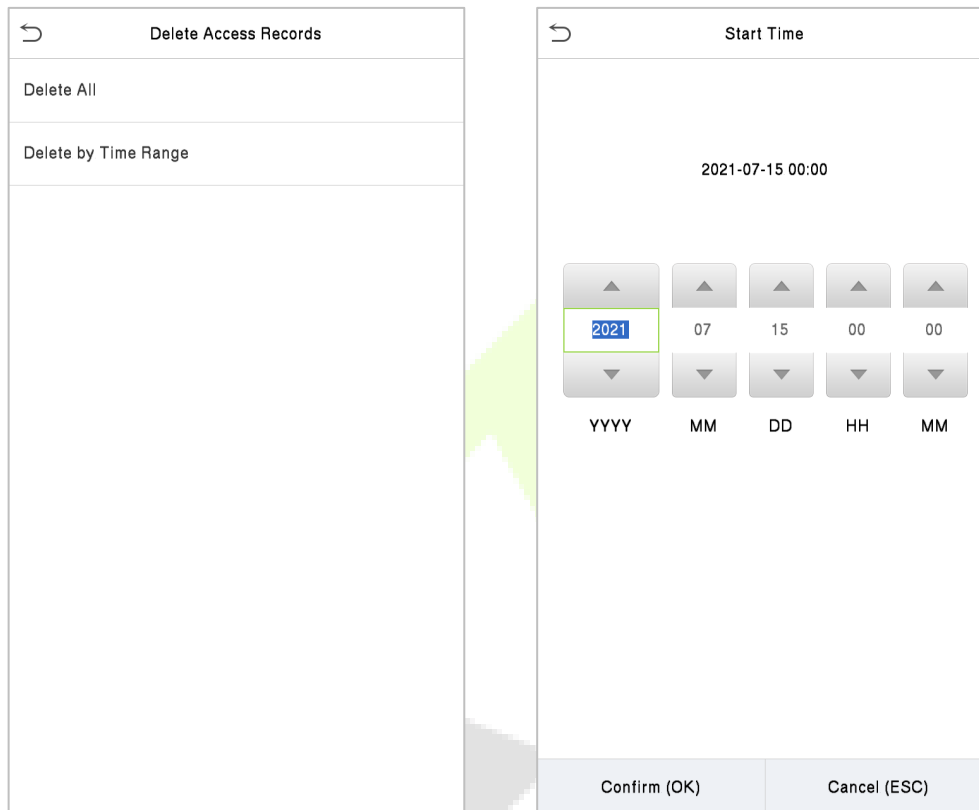 Delete Access Records
Delete All
Delete by Time Range
Start Time
2021-07-15 00:00
2021 07 15 00 00
YYYY MM DD HH MM
Confirm (OK) Cancel (ESC)